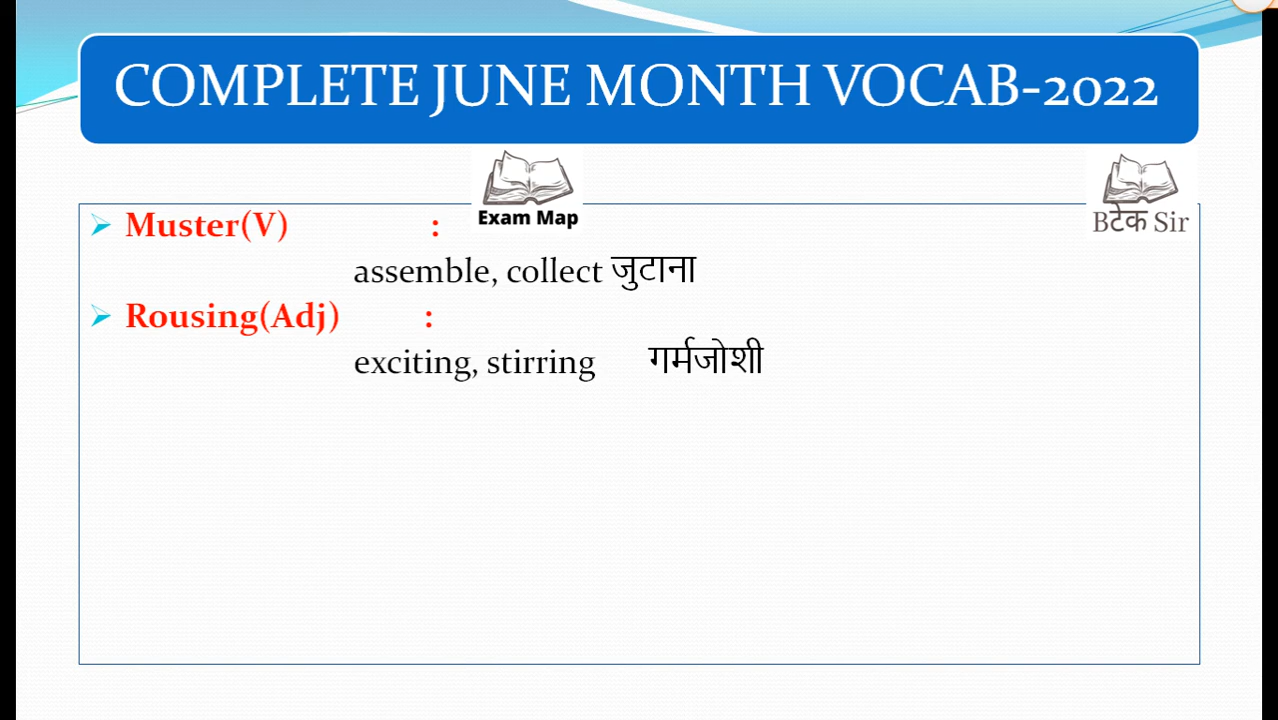 COMPLETE JUNE MONTH VOCAB-2022
Exam Map
Bटेक Sir
Muster(V) :
assemble, collect जुटाना
Rousing(Adj) :
exciting, stirring गर्मजोशी